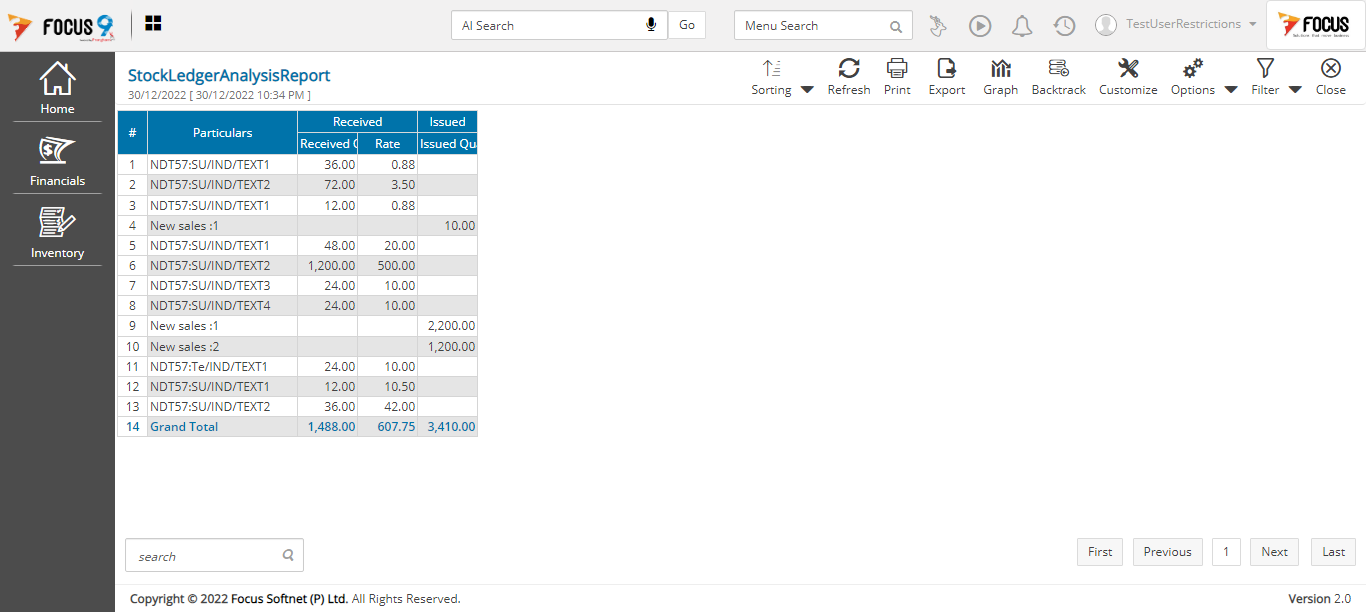 FOCUS 9
AI Search Go Menu Search TestUserRestrictions FOCUS
Home
Financials
Inventory
StockLedgerAnalysisReport
30/12/2022 [ 30/12/2022 10:34 PM ]
Sorting Refresh Print Export Graph Backtrack Customize Options Filter Close
# Particulars Received Issued
Received Rate Issued
1 NDT57:SU/IND/TEXT1 36.00 0.88
2 NDT57:SU/IND/TEXT2 72.00 3.50
3 NDT57:SU/IND/TEXT1 12.00 0.88
4 New sales :1 10.00
5 NDT57:SU/IND/TEXT1 48.00 20.00
6 NDT57:SU/IND/TEXT2 1,200.00 500.00
7 NDT57:SU/IND/TEXT3 24.00 10.00
8 NDT57:SU/IND/TEXT4 24.00 10.00
9 New sales :1 2,200.00
10 New sales :2 1,200.00
11 NDT57:Te/IND/TEXT1 24.00 10.00
12 NDT57:SU/IND/TEXT1 12.00 10.50
13 NDT57:SU/IND/TEXT2 36.00 42.00
14 Grand Total 1,488.00 607.75 3,410.00
search
First Previous 1 Next Last
Copyright © 2022 Focus Softnet (P) Ltd. All Rights Reserved.
Version 2.0